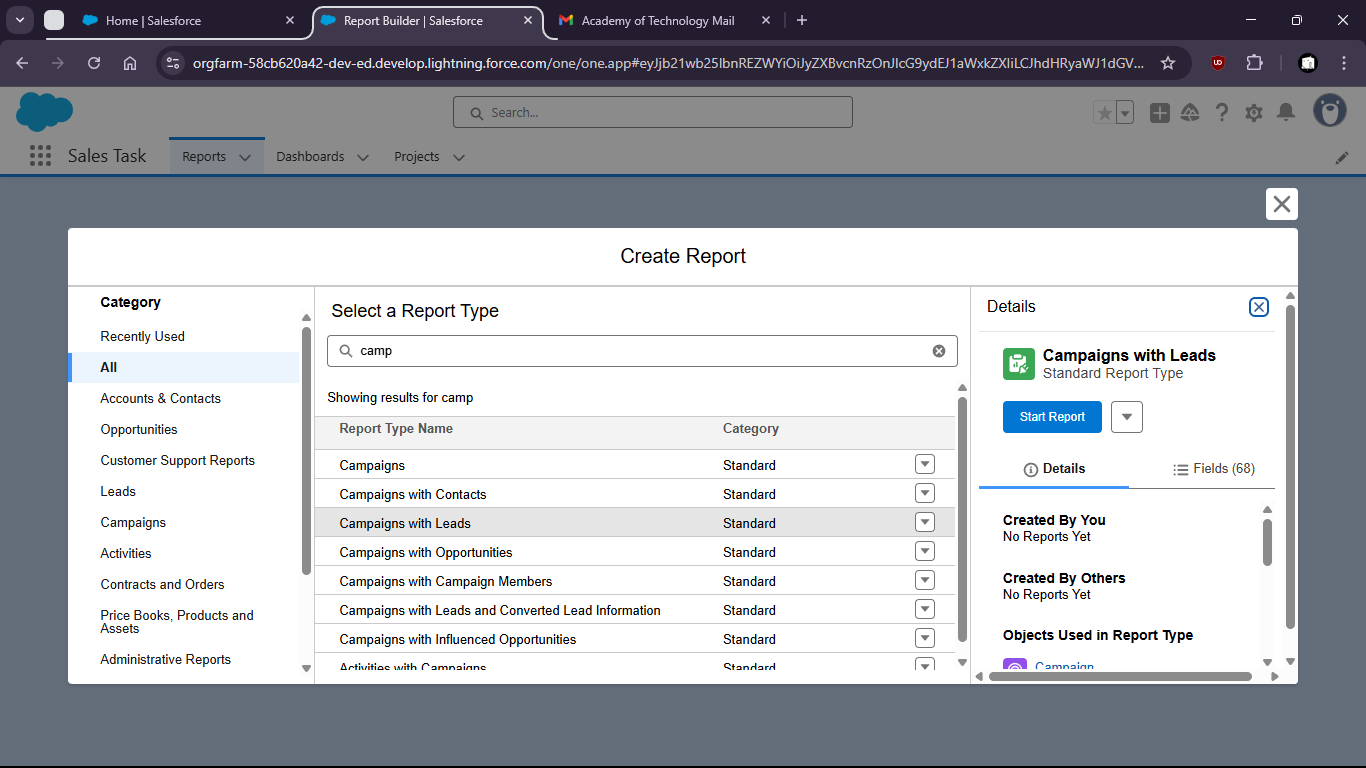 Home | Salesforce
Report Builder | Salesforce
Academy of Technology Mail
orgfarm-58cb620a42-dev-ed.develop.lightning.force.com/one/one.app#eyJjb21wb25lbnREZWYiOiJyZXBvcnRzOnJlcG9ydEJ1aWxkZXIiLCJhdHRyaWJ1dGV...
Search...
Sales Task
Reports
Dashboards
Projects
Create Report
Category
Recently Used
All
Accounts & Contacts
Opportunities
Customer Support Reports
Leads
Campaigns
Activities
Contracts and Orders
Price Books, Products and
Assets
Administrative Reports
Select a Report Type
camp
Showing results for camp
Report Type Name Category
Campaigns Standard
Campaigns with Contacts Standard
Campaigns with Leads Standard
Campaigns with Opportunities Standard
Campaigns with Campaign Members Standard
Campaigns with Leads and Converted Lead Information Standard
Campaigns with Influenced Opportunities Standard
Activities with Campaigns Standard
Details
Campaigns with Leads
Standard Report Type
Start Report
Details
Fields (68)
Created By You
No Reports Yet
Created By Others
No Reports Yet
Objects Used in Report Type
Campaign